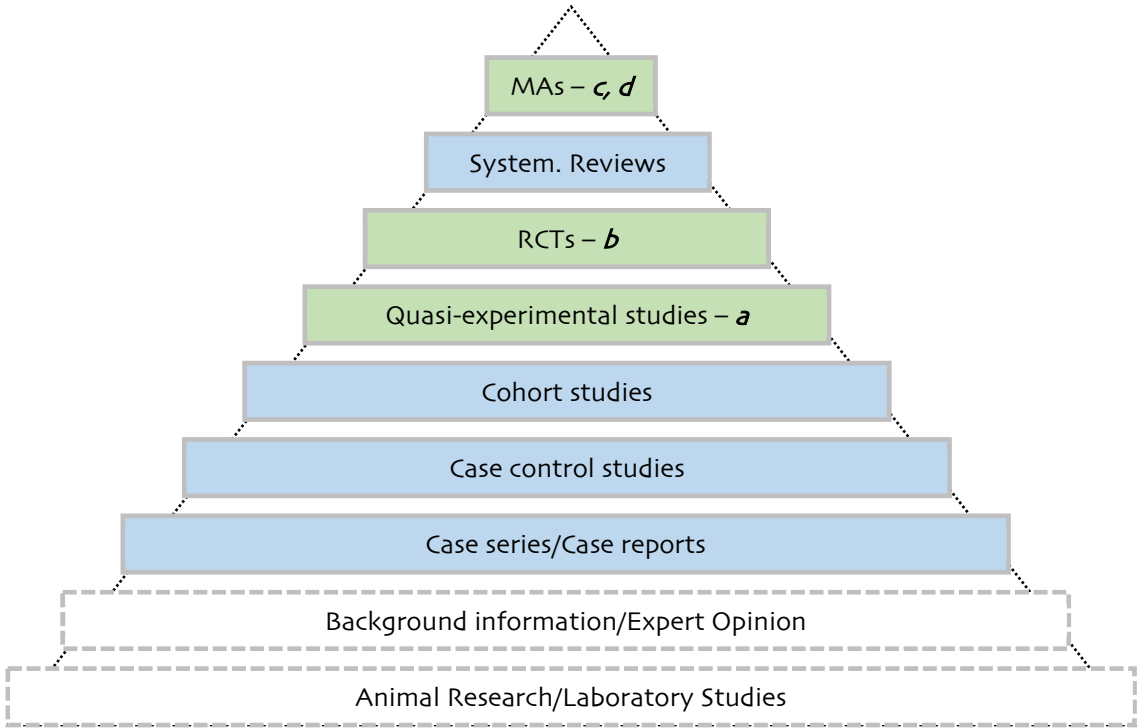 MAs – c, d
System. Reviews
RCTs – b
Quasi-experimental studies – a
Cohort studies
Case control studies
Case series/Case reports
Background information/Expert Opinion
Animal Research/Laboratory Studies